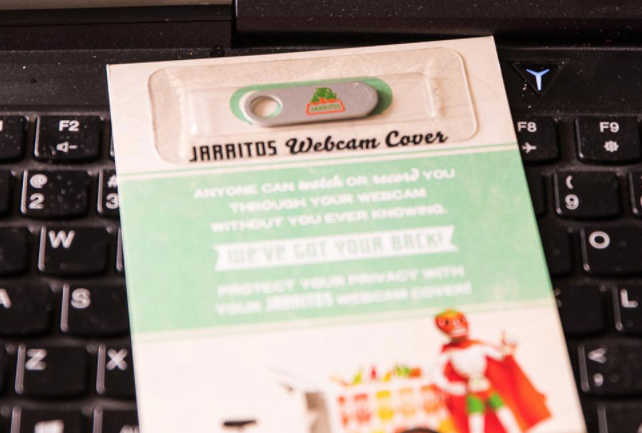 JARRITOS
JARRITOS Webcam Cover
ANYONE CAN watch OR record YOU
THROUGH YOUR WEBCAM
WITHOUT YOU EVER KNOWING.
WE'VE GOT YOUR BACK!
PROTECT YOUR PRIVACY WITH
YOUR JARRITOS WEBCAM COVER!
F2
F8
F9
@
2
#
3
(
9
W
O
A
S
L
Z
X
<
,